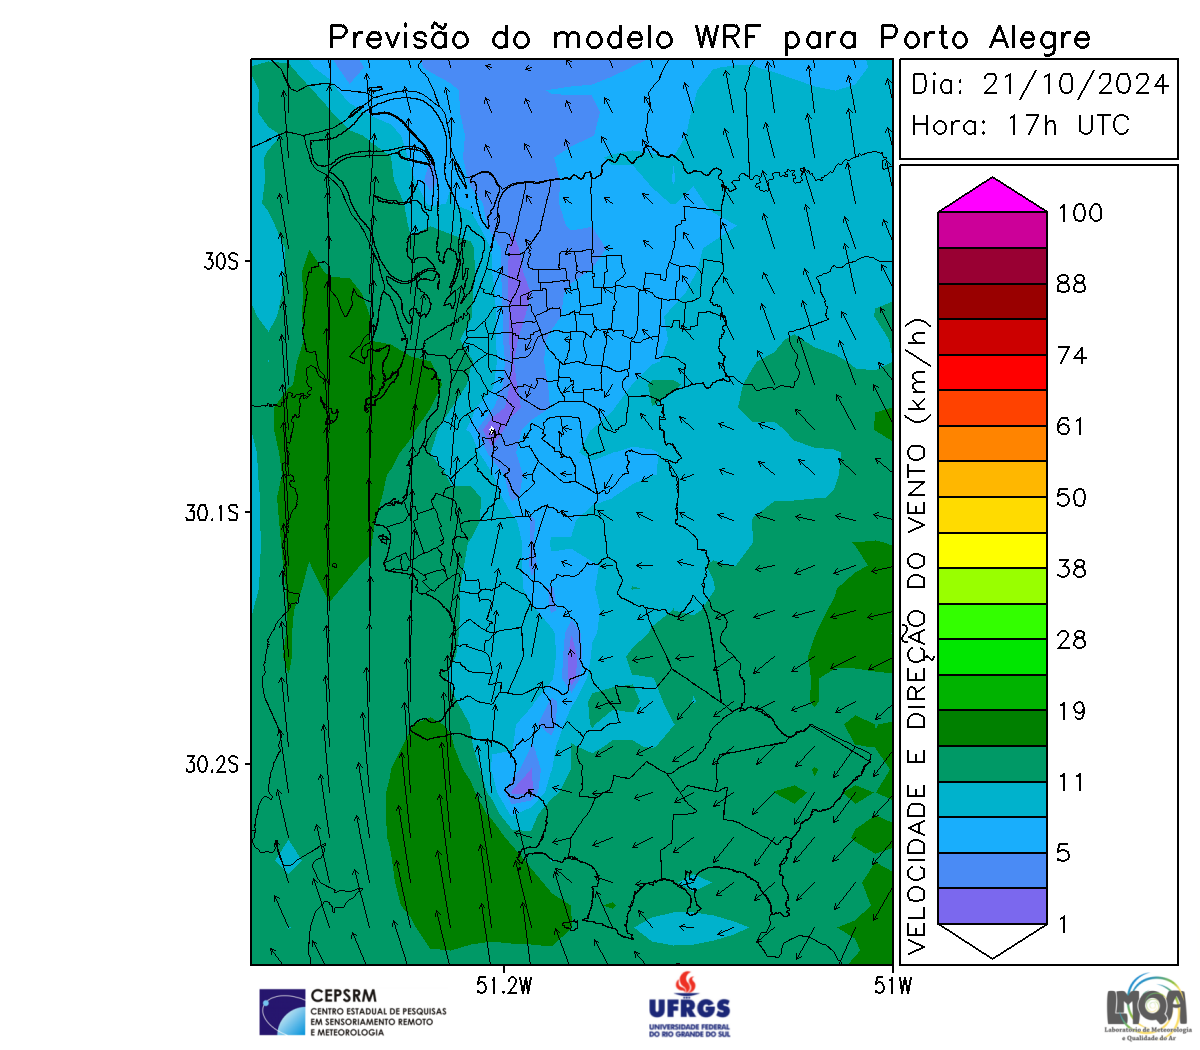 Previsão do modelo WRF para Porto Alegre
Dia: 21/10/2024
Hora: 17h UTC
30S
30.1S
30.2S
51.2W
51W
VELOCIDADE E DIREÇÃO DO VENTO (km/h)
100
88
74
61
50
38
28
19
11
5
1
CEPSRM
CENTRO ESTADUAL DE PESQUISAS
EM SENSORIAMENTO REMOTO
E METEOROLOGIA
UFRGS
UNIVERSIDADE FEDERAL
DO RIO GRANDE DO SUL
LMQA
Laboratório de Meteorologia
e Qualidade do Ar